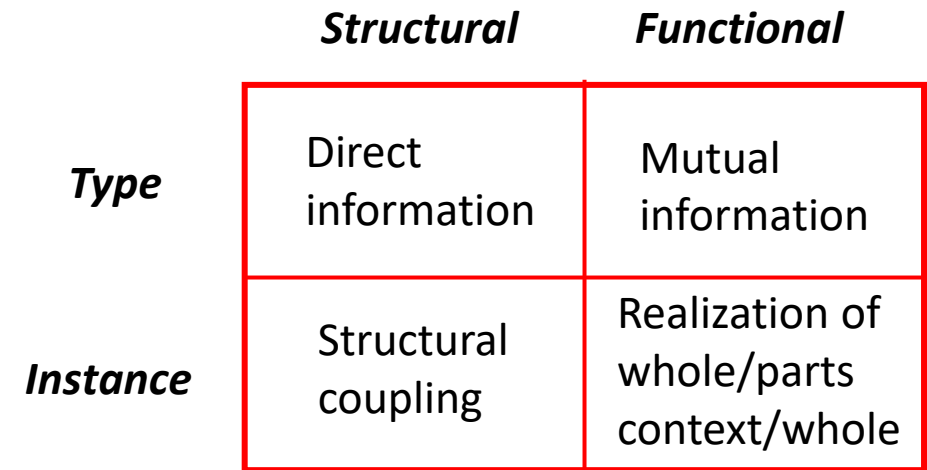 Structural Functional
Type
Direct
information
Mutual
information
Instance
Structural
coupling
Realization of
whole/parts
context/whole